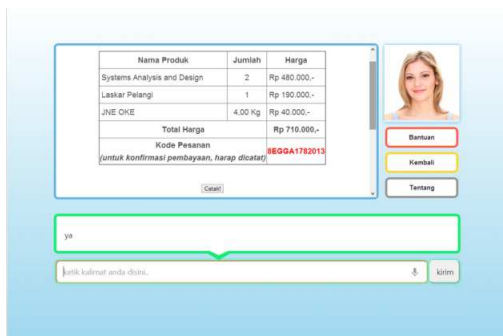 Nama Produk Jumlah Harga
Systems Analysis and Design 2 Rp 480.000,-
Laskar Pelangi 1 Rp 190.000,-
JNE OKE 4,00 Kg Rp 40.000,-
Total Harga Rp 710.000,-
Kode Pesanan
(untuk konfirmasi pembayaan, harap dicatat) 8EGGA1782013
Cetak!
Bantuan
Kembali
Tentang
ya
ketik kalimat anda disini..
kirim